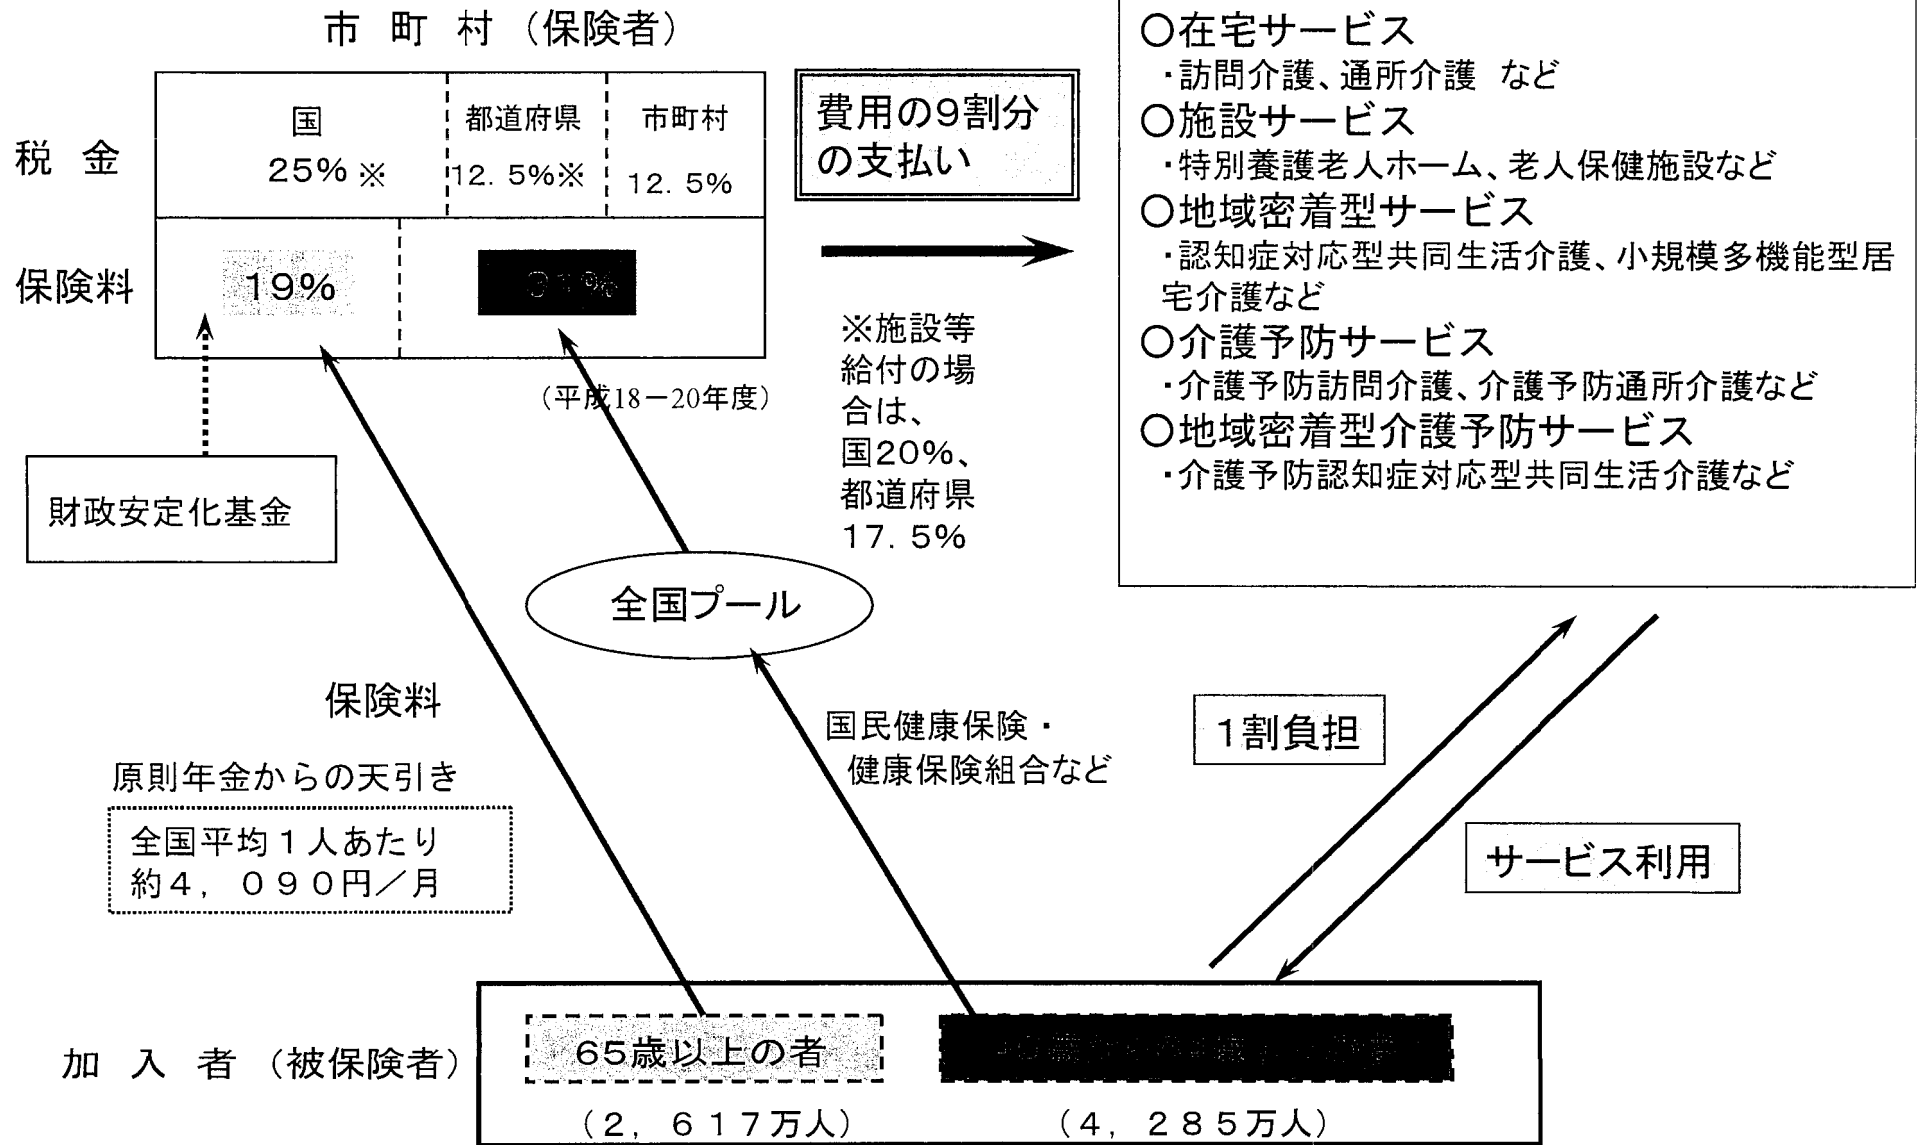 市 町 村（保険者）
税 金
国
25%※
都道府県
12．5%※
市町村
12．5%
保険料
19%
31%
（平成18－20年度）
財政安定化基金
費用の9割分
の支払い
※施設等
給付の場
合は、
国20%、
都道府県
17．5%
○在宅サービス
・訪問介護、通所介護 など
○施設サービス
・特別養護老人ホーム、老人保健施設など
○地域密着型サービス
・認知症対応型共同生活介護、小規模多機能型居
宅介護など
○介護予防サービス
・介護予防訪問介護、介護予防通所介護など
○地域密着型介護予防サービス
・介護予防認知症対応型共同生活介護など
全国プール
保険料
原則年金からの天引き
全国平均１人あたり
約４，０９０円／月
国民健康保険・
健康保険組合など
１割負担
サービス利用
加 入 者（被保険者）
65歳以上の者
（２，６１７万人）
（４，２８５万人）